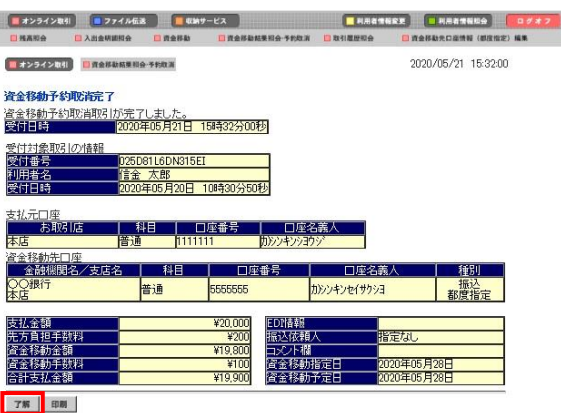 オンライン取引 ファイル伝送 収納サービス 利用者情報変更 利用者情報照会 ログオフ
残高照会 入出金明細照会 資金移動 資金移動結果照会・予約取消 取引履歴照会 資金移動先口座情報（都度指定）編集
オンライン取引 資金移動結果照会・予約取消 2020/05/21 15:32:00
資金移動予約取消完了
資金移動予約取消取引が完了しました。
受付日時 2020年05月21日 15時32分00秒
受付対象取引の情報
受付番号 025D81L6DN315EI
利用者名 信金 太郎
受付日時 2020年05月20日 10時30分50秒
支払元口座
お取引店 科目 口座番号 口座名義人
本店 普通 1111111 カ)シンキンシヨウジ
資金移動先口座
金融機関名／支店名 科目 口座番号 口座名義人 種別
○○銀行 普通 5555555 カ)シンキンセイサクシヨ 振込
本店 都度指定
支払金額 ¥20,000 EDI情報
先方負担手数料 ¥200 振込依頼人 指定なし
資金移動金額 ¥19,800 コメント欄
資金移動手数料 ¥100 資金移動指定日 2020年05月28日
合計支払金額 ¥19,900 資金移動予定日 2020年05月28日
了解 印刷